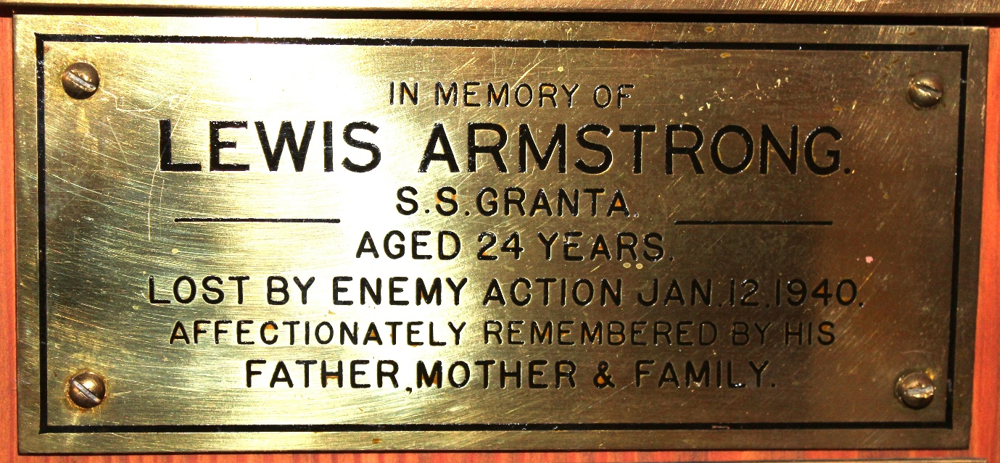 IN MEMORY OF
LEWIS ARMSTRONG.
S.S.GRANTA.
AGED 24 YEARS.
LOST BY ENEMY ACTION JAN.12.1940.
AFFECTIONATELY REMEMBERED BY HIS
FATHER,MOTHER & FAMILY.